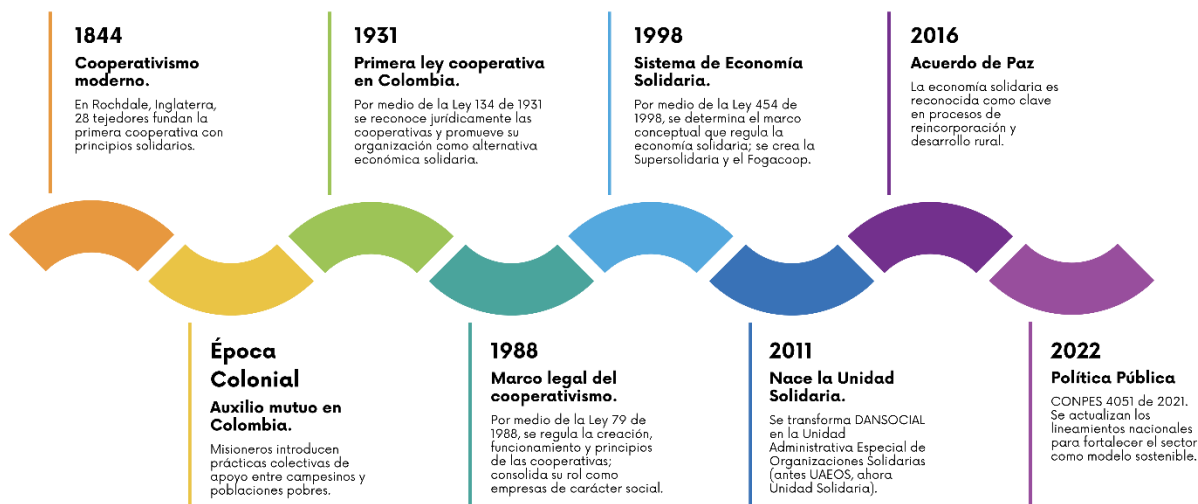 1844
Cooperativismo
moderno.
En Rochdale, Inglaterra,
28 tejedores fundan la
primera cooperativa con
principios solidarios.
Época
Colonial
Auxilio mutuo en
Colombia.
Misioneros introducen
prácticas colectivas de
apoyo entre campesinos y
poblaciones pobres.
1931
Primera ley cooperativa
en Colombia.
Por medio de la Ley 134 de 1931
se reconoce jurídicamente las
cooperativas y promueve su
organización como alternativa
económica solidaria.
1988
Marco legal del
cooperativismo.
Por medio de la Ley 79 de
1988, se regula la creación,
funcionamiento y principios
de las cooperativas;
consolida su rol como
empresas de carácter social.
1998
Sistema de Economía
Solidaria.
Por medio de la Ley 454 de
1998, se determina el marco
conceptual que regula la
economía solidaria; se crea la
Supersolidaria y el Fogacoop.
2011
Nace la Unidad
Solidaria.
Se transforma DANSOCIAL
en la Unidad
Administrativa Especial de
Organizaciones Solidarias
(antes UAEOS, ahora
Unidad Solidaria).
2016
Acuerdo de Paz
La economía solidaria es
reconocida como clave
en procesos de
reincorporación y
desarrollo rural.
2022
Política Pública
CONPES 4051 de 2021.
Se actualizan los
lineamientos nacionales
para fortalecer el sector
como modelo sostenible.